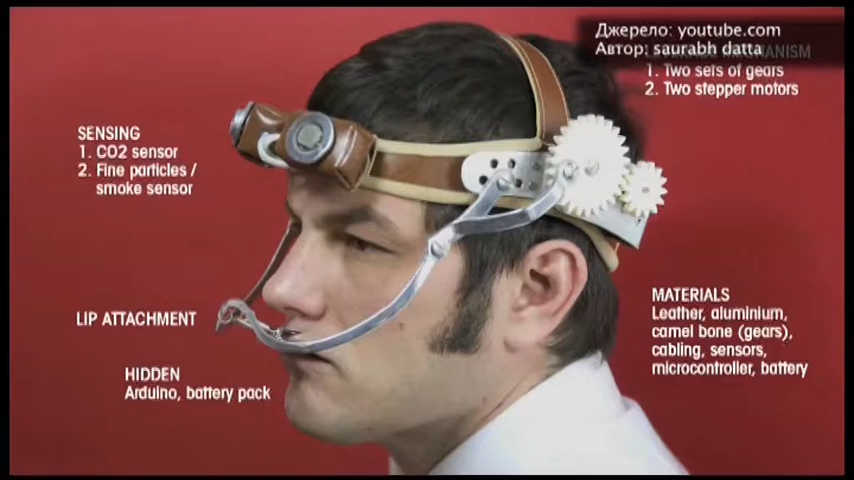 Джерело: youtube.com
Автор: saurabh datta
MECHANISM
1. Two sets of gears
2. Two stepper motors
SENSING
1. CO2 sensor
2. Fine particles /
smoke sensor
LIP ATTACHMENT
HIDDEN
Arduino, battery pack
MATERIALS
Leather, aluminium,
camel bone (gears),
cabling, sensors,
microcontroller, battery